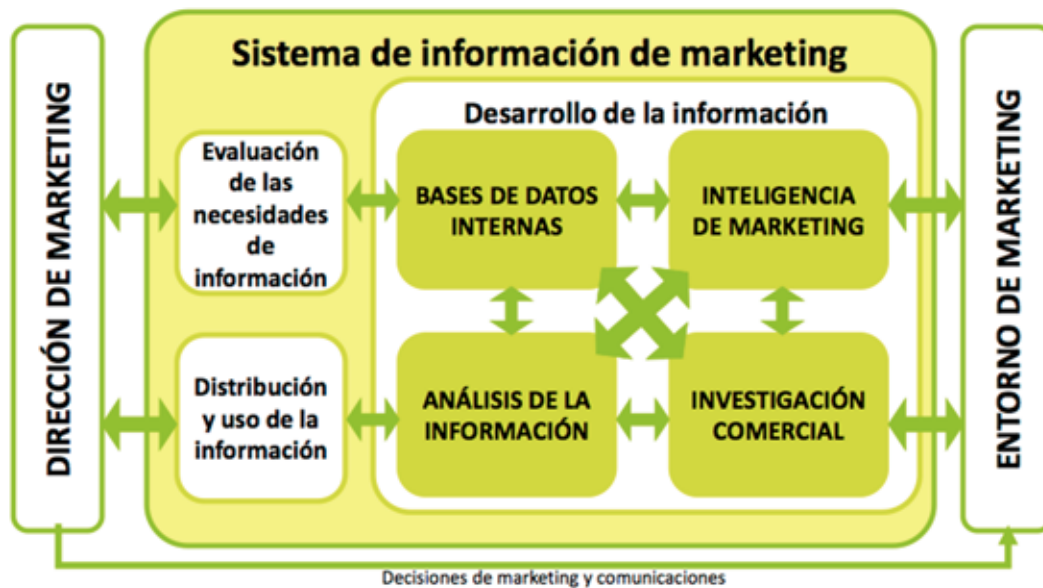 Sistema de información de marketing
DIRECCIÓN DE MARKETING
Evaluación
de las
necesidades
de
información
Distribución
y uso de la
información
Desarrollo de la información
BASES DE DATOS
INTERNAS
INTELIGENCIA
DE MARKETING
ANÁLISIS DE LA
INFORMACIÓN
INVESTIGACIÓN
COMERCIAL
ENTORNO DE MARKETING
Decisiones de marketing y comunicaciones